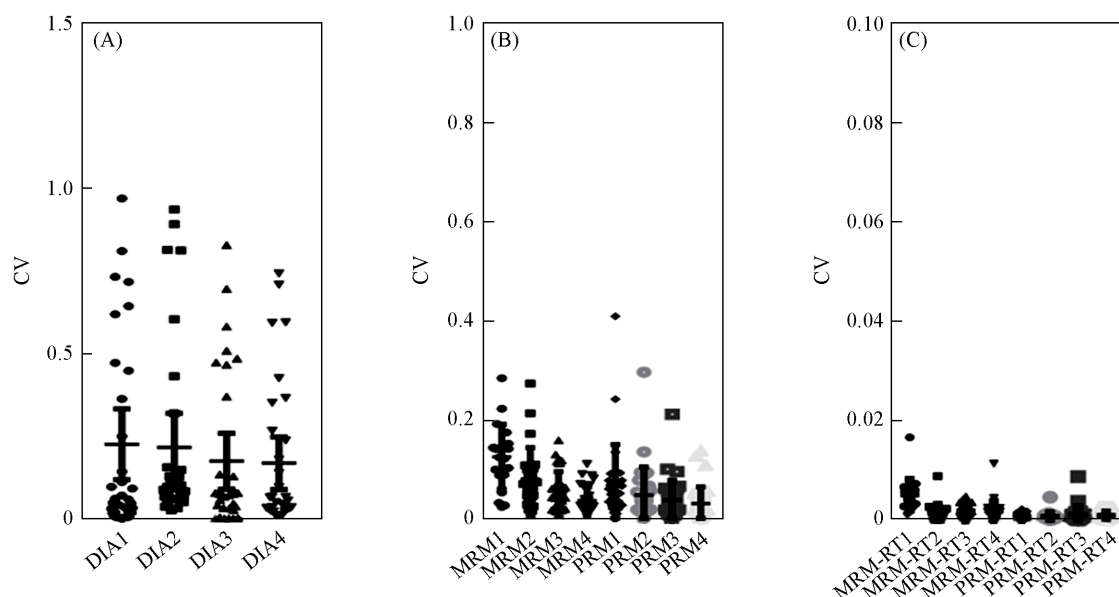 (A)
CV
1.5
1.0
0.5
0
DIA1 DIA2 DIA3 DIA4
(B)
CV
1.0
0.8
0.6
0.4
0.2
0
MRM1 MRM2 MRM3 MRM4 PRM1 PRM2 PRM3 PRM4
(C)
CV
0.10
0.08
0.06
0.04
0.02
0
MRM-RT1 MRM-RT2 MRM-RT3 MRM-RT4 PRM-RT1 PRM-RT2 PRM-RT3 PRM-RT4